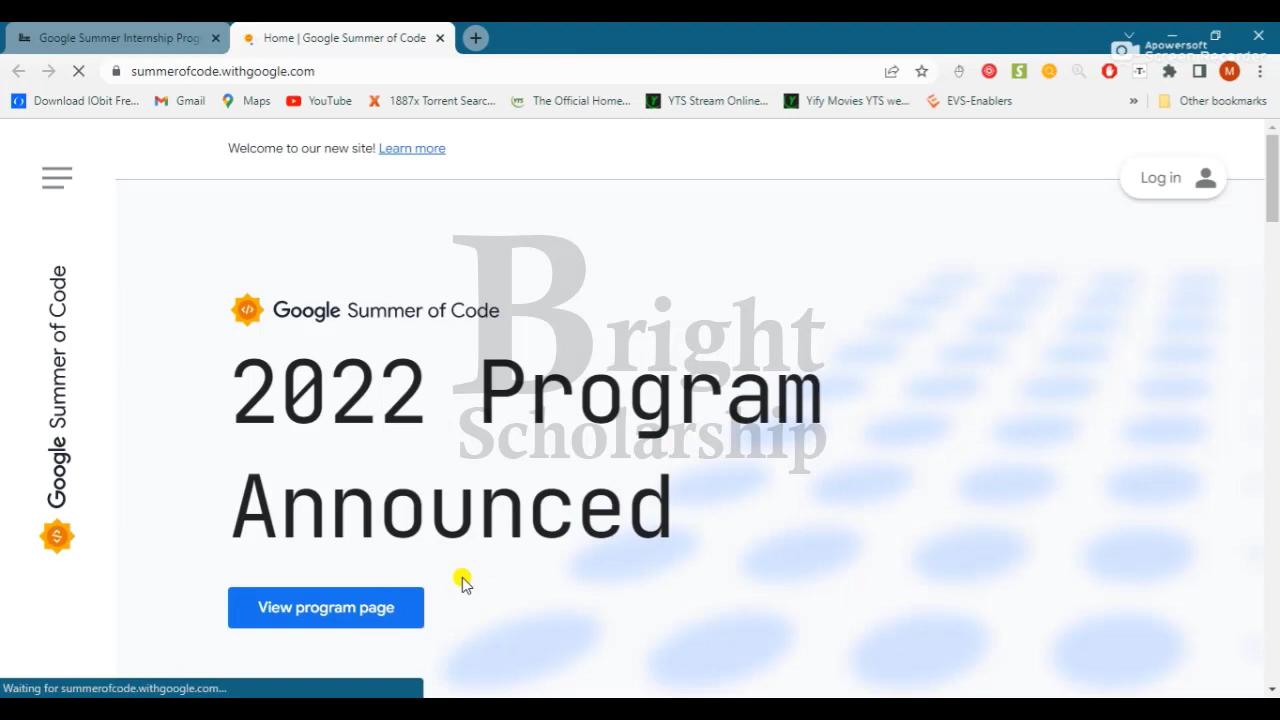 Google Summer Internship Prog
Home | Google Summer of Code
Apowersoft
Screen Recorder
summerofcode.withgoogle.com
T
M
Download IObit Fre...
Gmail
Maps
YouTube
1887x Torrent Searc...
The Official Home...
YTS Stream Online...
Yify Movies YTS we...
EVS-Enablers
»
Other bookmarks
Welcome to our new site! Learn more
Log in
Google Summer of Code
Google Summer of Code
2022 Program
Announced
Bright
Scholarship
View program page
Waiting for summerofcode.withgoogle.com...